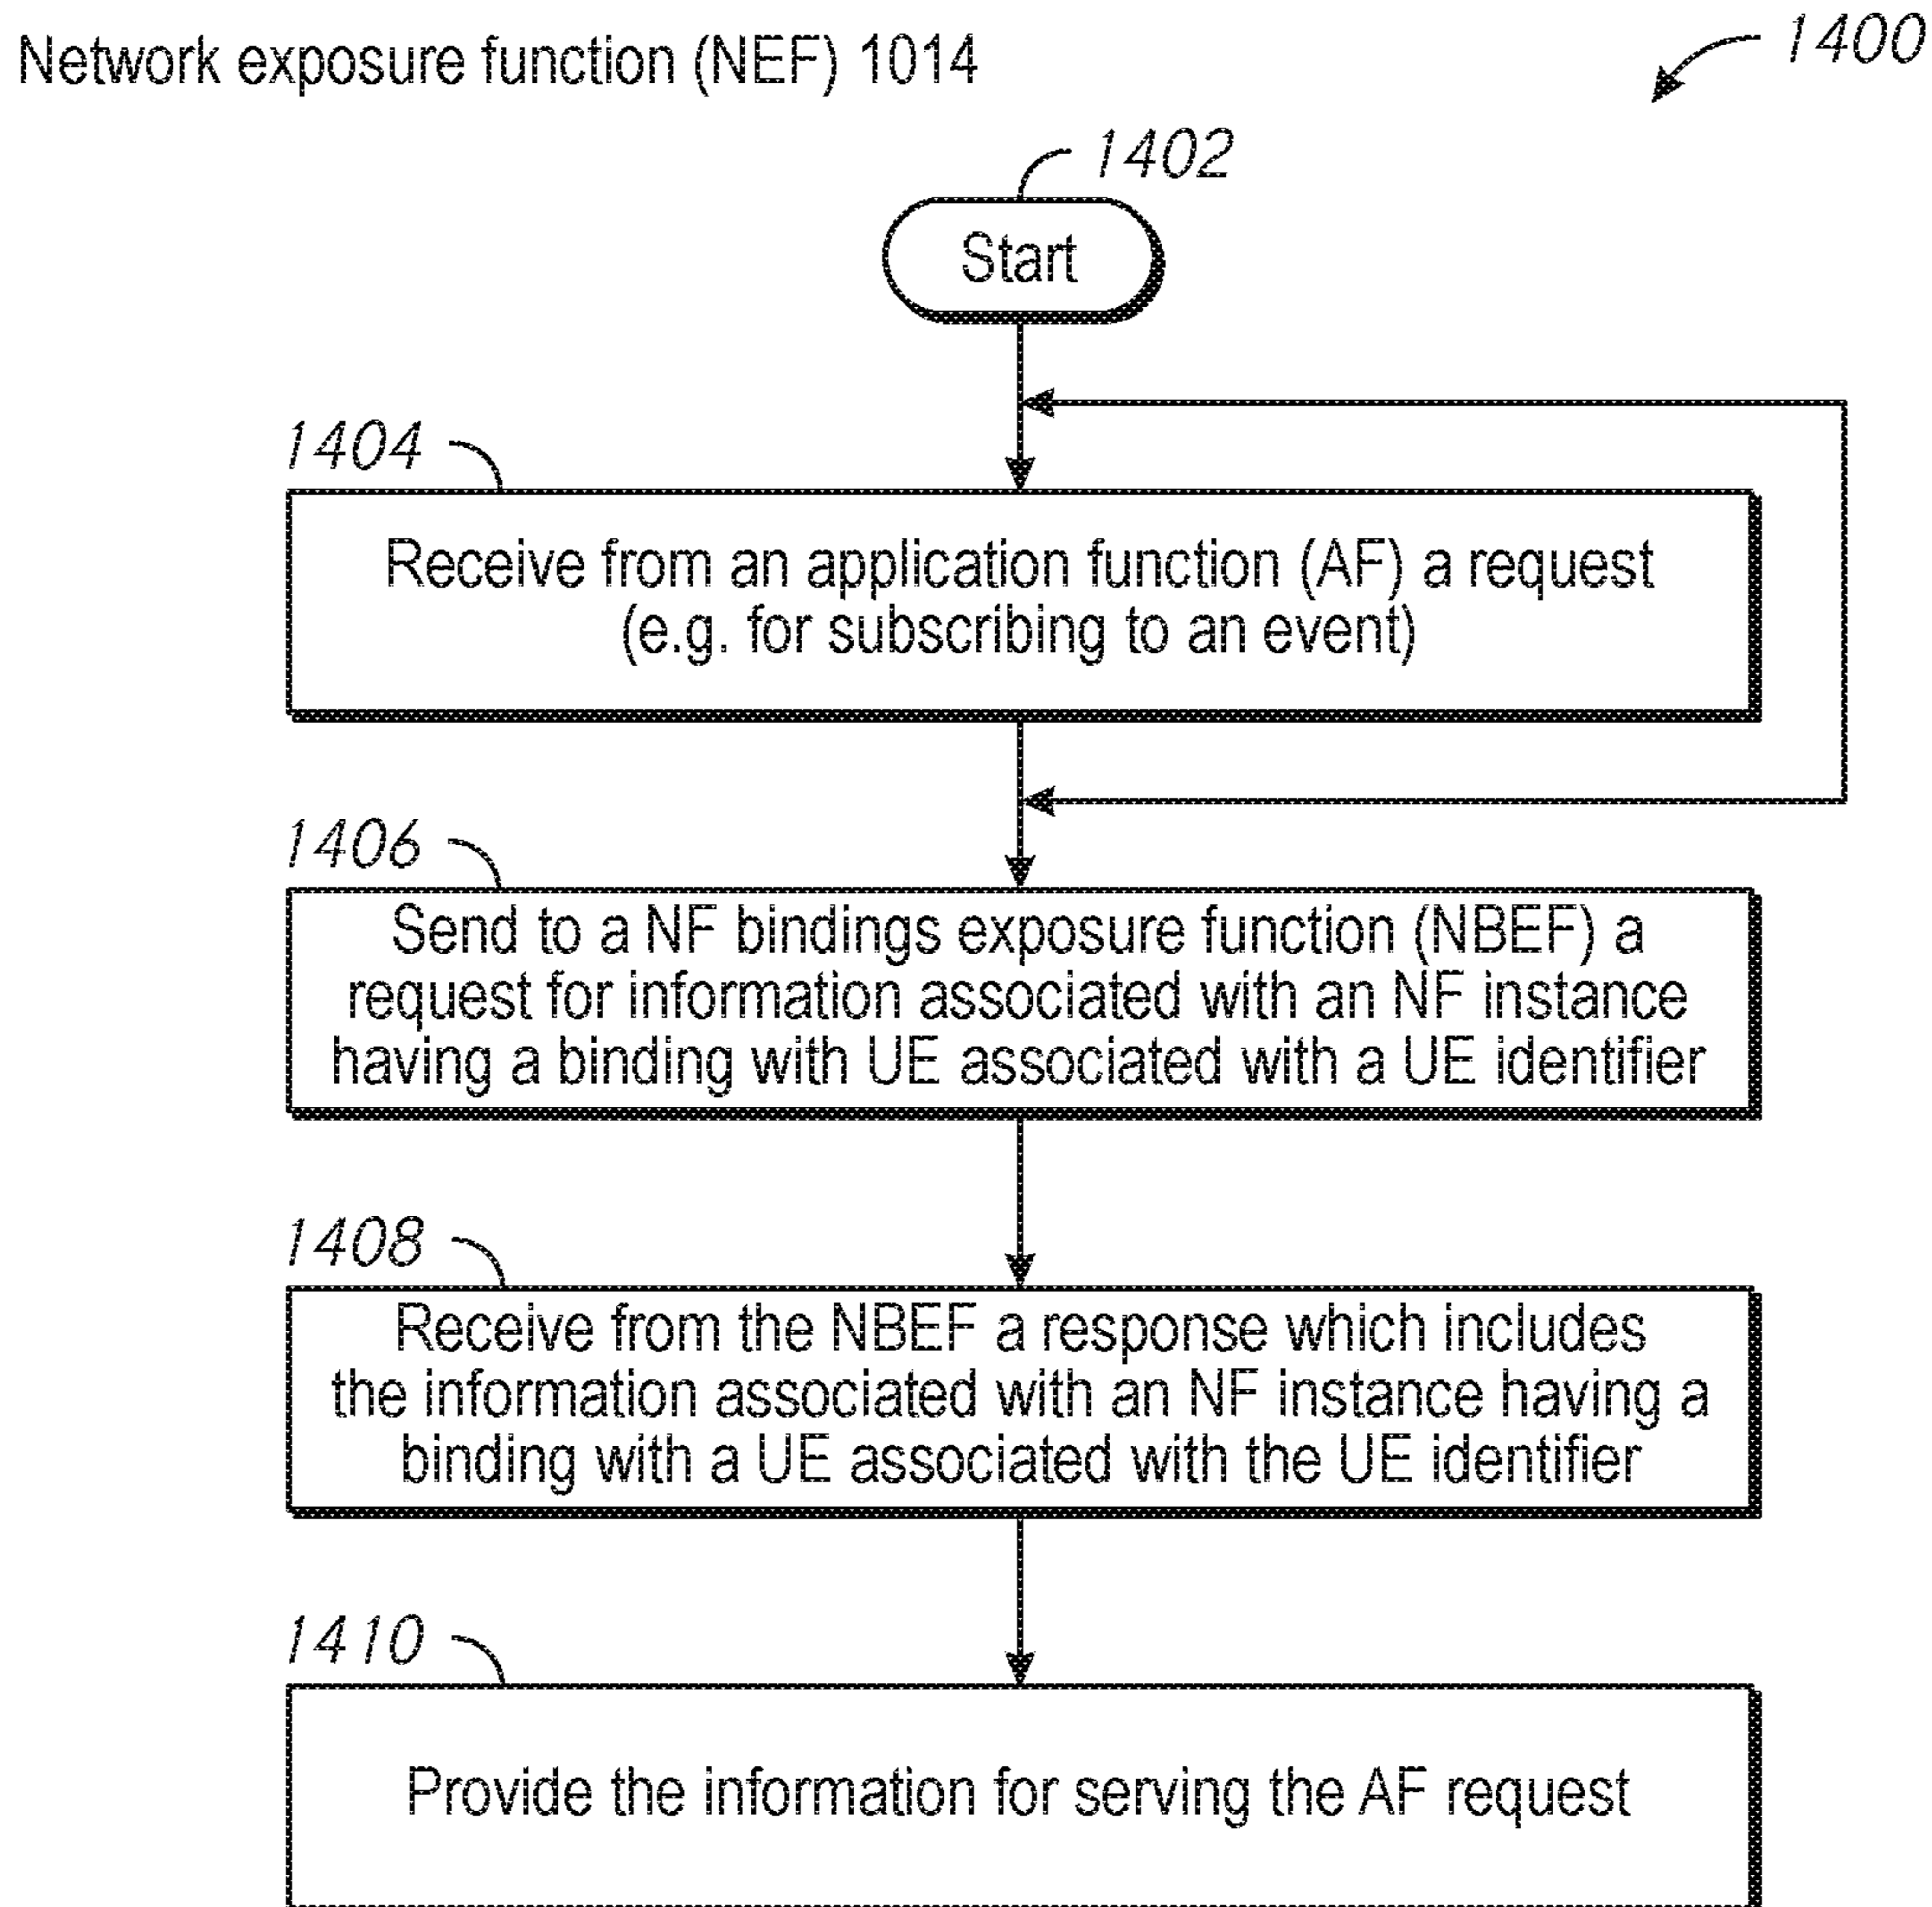 Network exposure function (NEF) 1014
1400
1402
Start
1404
Receive from an application function (AF) a request
(e.g. for subscribing to an event)
1406
Send to a NF bindings exposure function (NBEF) a
request for information associated with an NF instance
having a binding with UE associated with a UE identifier
1408
Receive from the NBEF a response which includes
the information associated with an NF instance having a
binding with a UE associated with the UE identifier
1410
Provide the information for serving the AF request